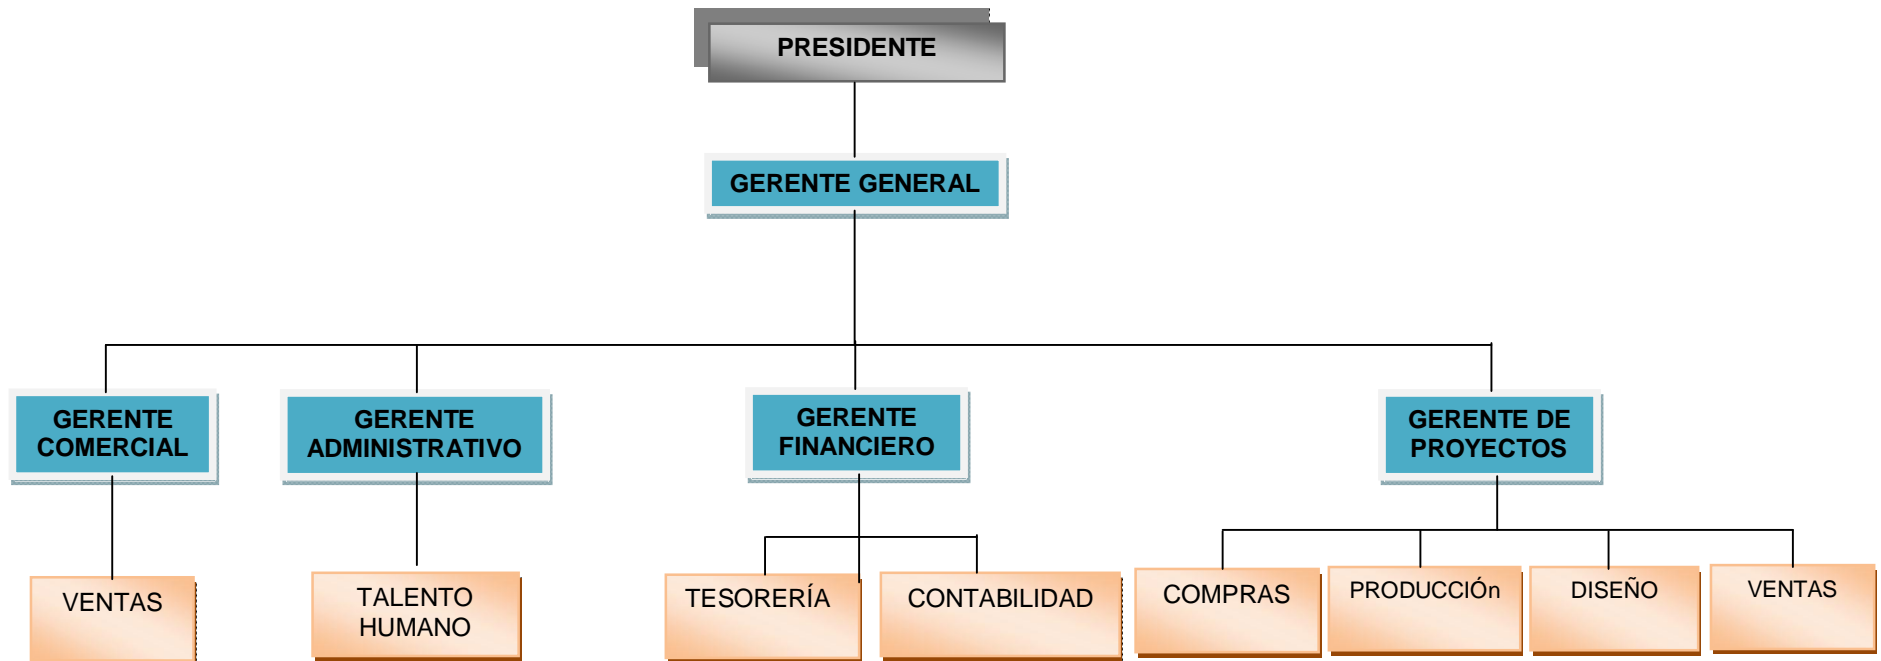 PRESIDENTE
GERENTE GENERAL
GERENTE
COMERCIAL
GERENTE
ADMINISTRATIVO
GERENTE
FINANCIERO
GERENTE DE
PROYECTOS
VENTAS
TALENTO
HUMANO
TESORERÍA
CONTABILIDAD
COMPRAS
PRODUCCIÓn
DISEÑO
VENTAS